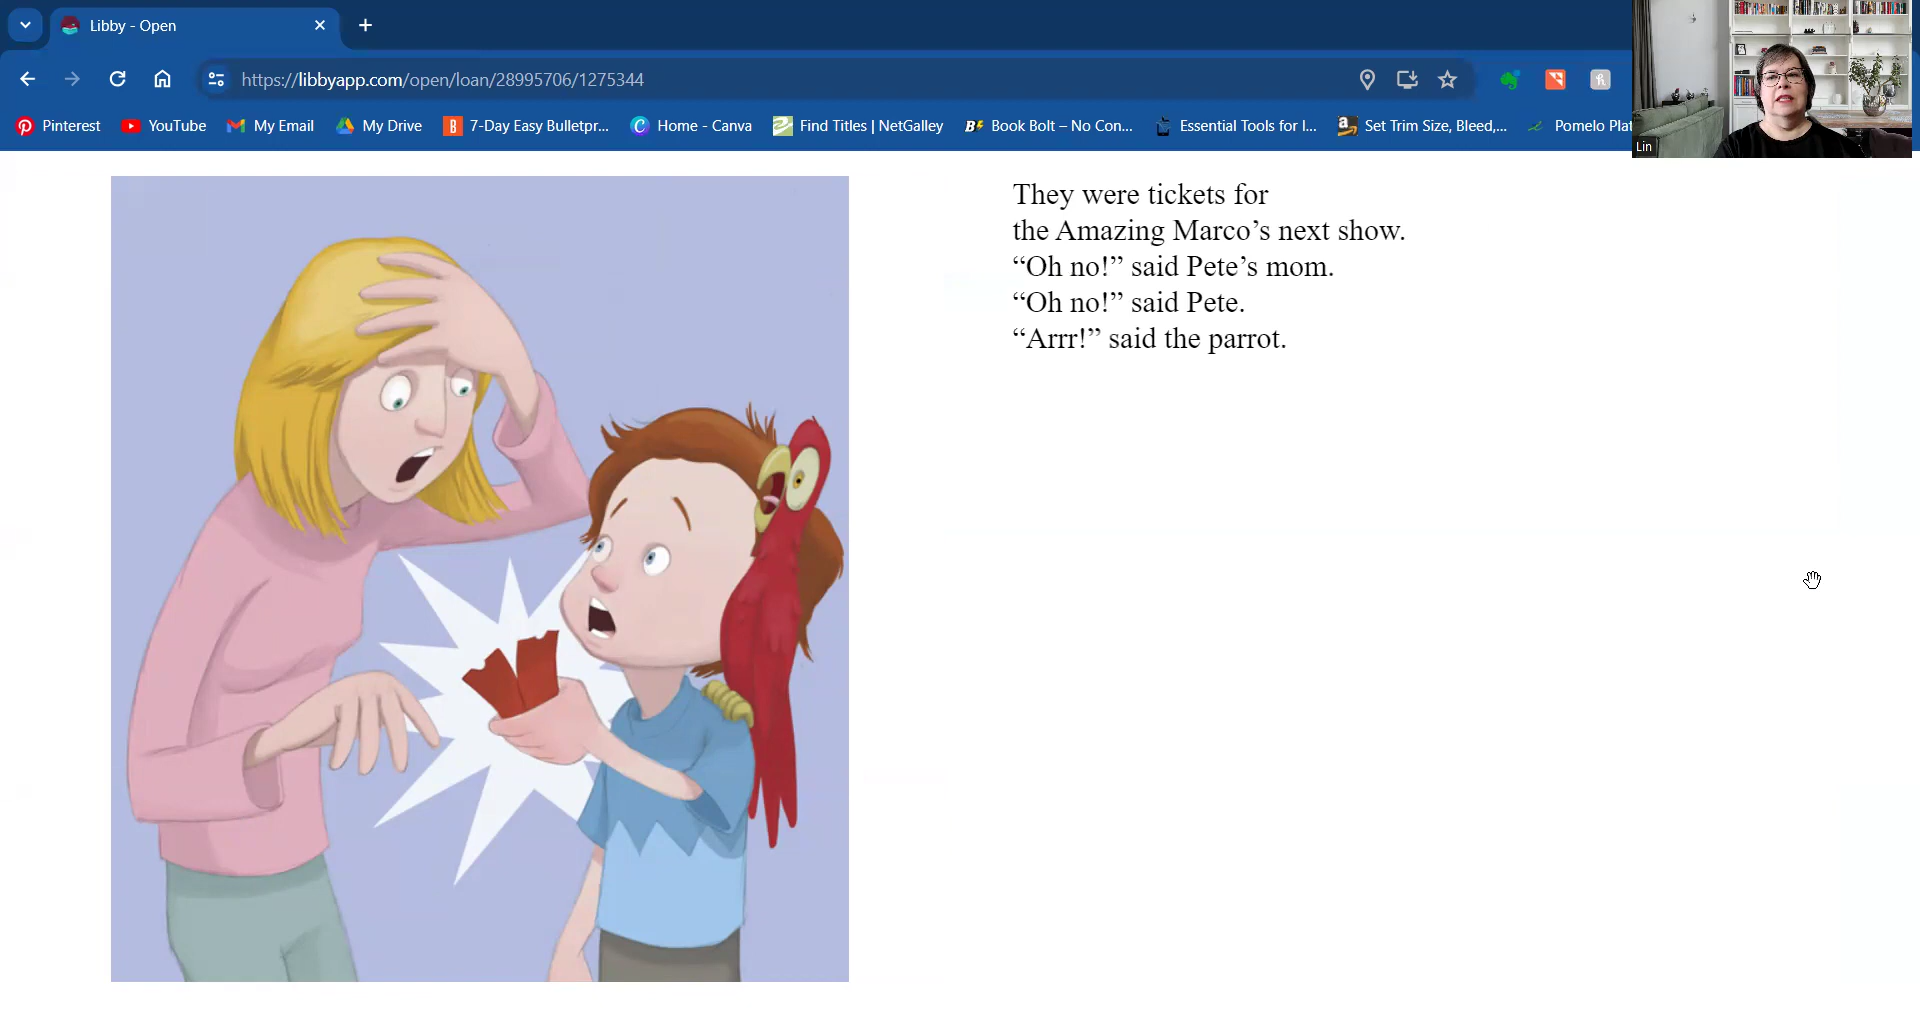 Libby - Open
https://libbyapp.com/open/loan/28995706/1275344
Pinterest YouTube My Email My Drive 7-Day Easy Bulletpr... Home - Canva Find Titles | NetGalley Book Bolt – No Con... Essential Tools for I... Set Trim Size, Bleed,... Pomelo Plat
Lin
They were tickets for
the Amazing Marco’s next show.
“Oh no!” said Pete’s mom.
“Oh no!” said Pete.
“Arrr!” said the parrot.